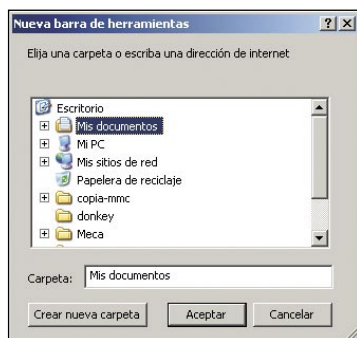 Nueva barra de herramientas
Elija una carpeta o escriba una dirección de internet
Escritorio
Mis documentos
Mi PC
Mis sitios de red
Papelera de reciclaje
copia-mmc
donkey
Meca
Carpeta: Mis documentos
Crear nueva carpeta Aceptar Cancelar